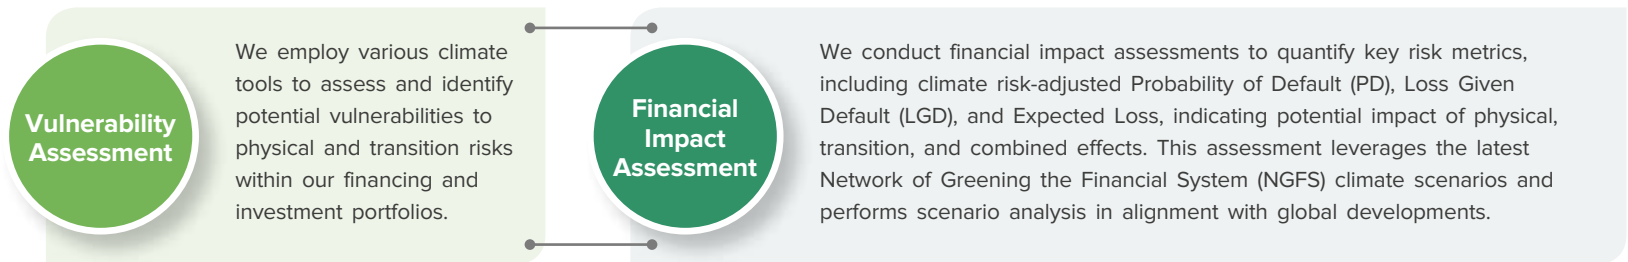 Vulnerability
Assessment
We employ various climate
tools to assess and identify
potential vulnerabilities to
physical and transition risks
within our financing and
investment portfolios.
Financial
Impact
Assessment
We conduct financial impact assessments to quantify key risk metrics,
including climate risk-adjusted Probability of Default (PD), Loss Given
Default (LGD), and Expected Loss, indicating potential impact of physical,
transition, and combined effects. This assessment leverages the latest
Network of Greening the Financial System (NGFS) climate scenarios and
performs scenario analysis in alignment with global developments.